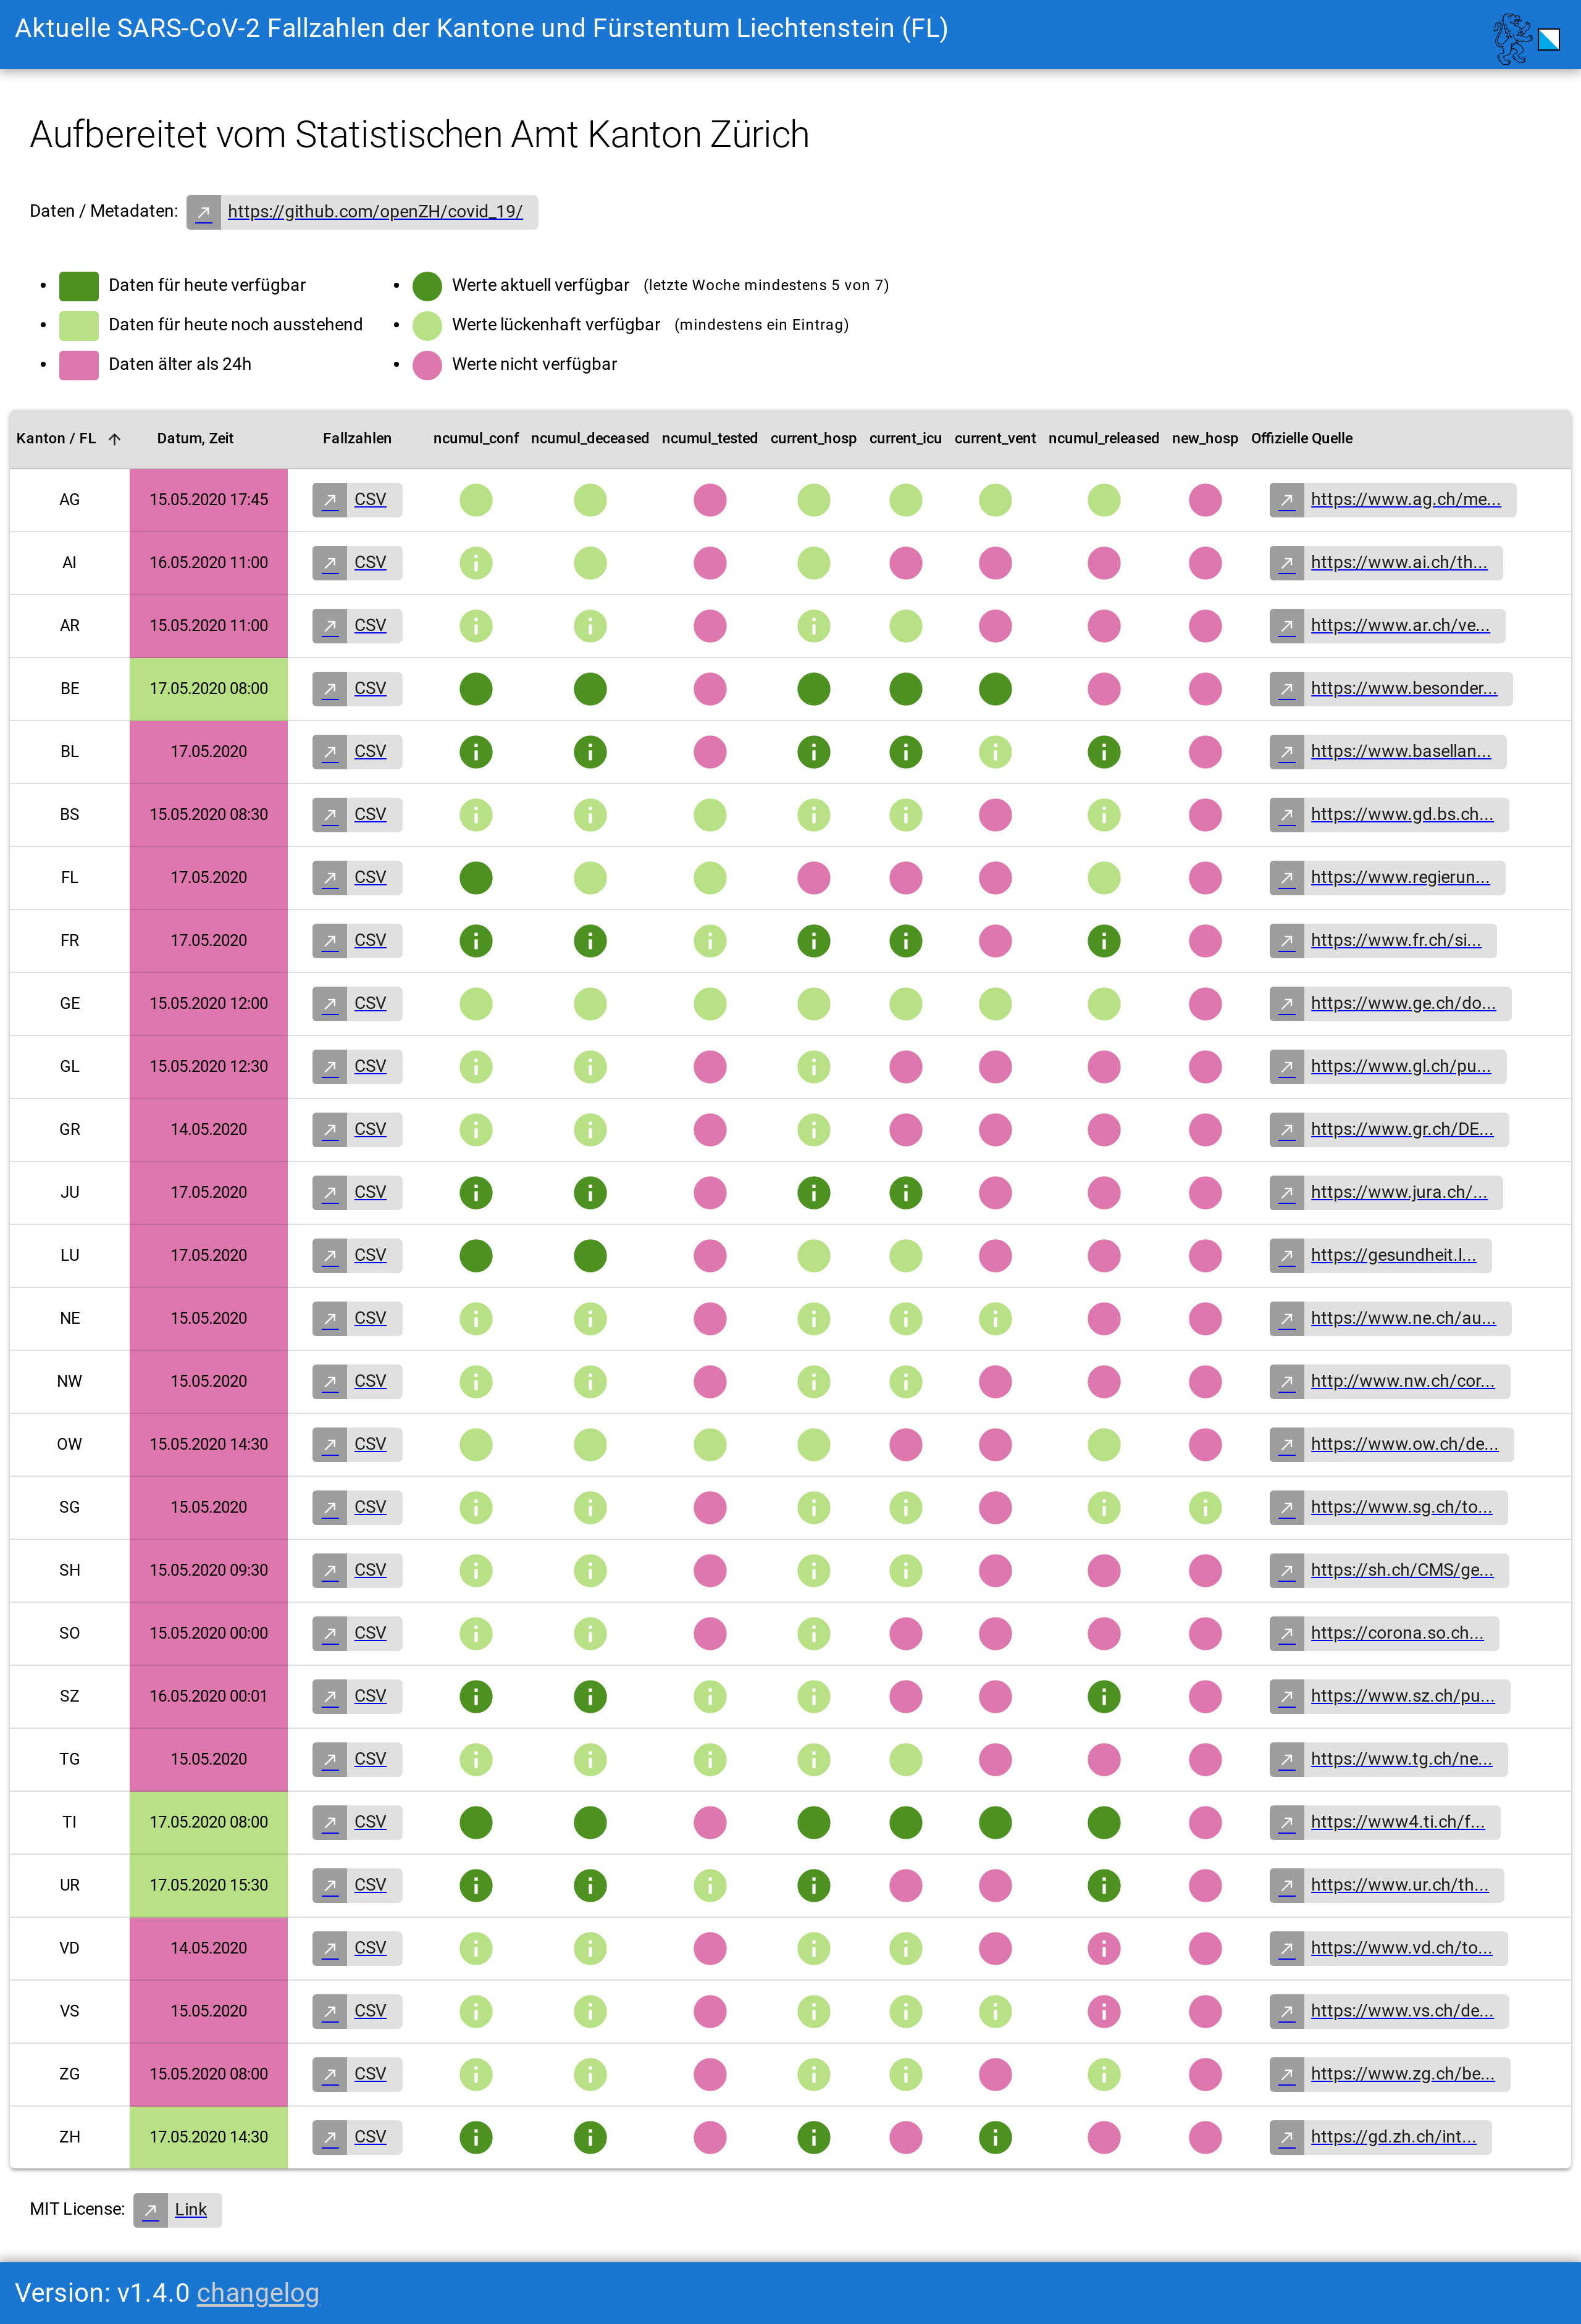 Aktuelle SARS-CoV-2 Fallzahlen der Kantone und Fürstentum Liechtenstein (FL)
Aufbereitet vom Statistischen Amt Kanton Zürich
Daten / Metadaten: https://github.com/openZH/covid_19/
Daten für heute verfügbar
Daten für heute noch ausstehend
Daten älter als 24h
Werte aktuell verfügbar (letzte Woche mindestens 5 von 7)
Werte lückenhaft verfügbar (mindestens ein Eintrag)
Werte nicht verfügbar
Kanton / FL Datum, Zeit Fallzahlen ncumul_conf ncumul_deceased ncumul_tested current_hosp current_icu current_vent ncumul_released new_hosp Offizielle Quelle
AG 15.05.2020 17:45 CSV https://www.ag.ch/me...
AI 16.05.2020 11:00 CSV https://www.ai.ch/th...
AR 15.05.2020 11:00 CSV https://www.ar.ch/ve...
BE 17.05.2020 08:00 CSV https://www.besonder...
BL 17.05.2020 CSV https://www.basellan...
BS 15.05.2020 08:30 CSV https://www.gd.bs.ch...
FL 17.05.2020 CSV https://www.regierun...
FR 17.05.2020 CSV https://www.fr.ch/si...
GE 15.05.2020 12:00 CSV https://www.ge.ch/do...
GL 15.05.2020 12:30 CSV https://www.gl.ch/pu...
GR 14.05.2020 CSV https://www.gr.ch/DE...
JU 17.05.2020 CSV https://www.jura.ch/...
LU 17.05.2020 CSV https://gesundheit.l...
NE 15.05.2020 CSV https://www.ne.ch/au...
NW 15.05.2020 CSV http://www.nw.ch/cor...
OW 15.05.2020 14:30 CSV https://www.ow.ch/de...
SG 15.05.2020 CSV https://www.sg.ch/to...
SH 15.05.2020 09:30 CSV https://sh.ch/CMS/ge...
SO 15.05.2020 00:00 CSV https://corona.so.ch...
SZ 16.05.2020 00:01 CSV https://www.sz.ch/pu...
TG 15.05.2020 CSV https://www.tg.ch/ne...
TI 17.05.2020 08:00 CSV https://www4.ti.ch/f...
UR 17.05.2020 15:30 CSV https://www.ur.ch/th...
VD 14.05.2020 CSV https://www.vd.ch/to...
VS 15.05.2020 CSV https://www.vs.ch/de...
ZG 15.05.2020 08:00 CSV https://www.zg.ch/be...
ZH 17.05.2020 14:30 CSV https://gd.zh.ch/int...
MIT License: Link
Version: v1.4.0 changelog